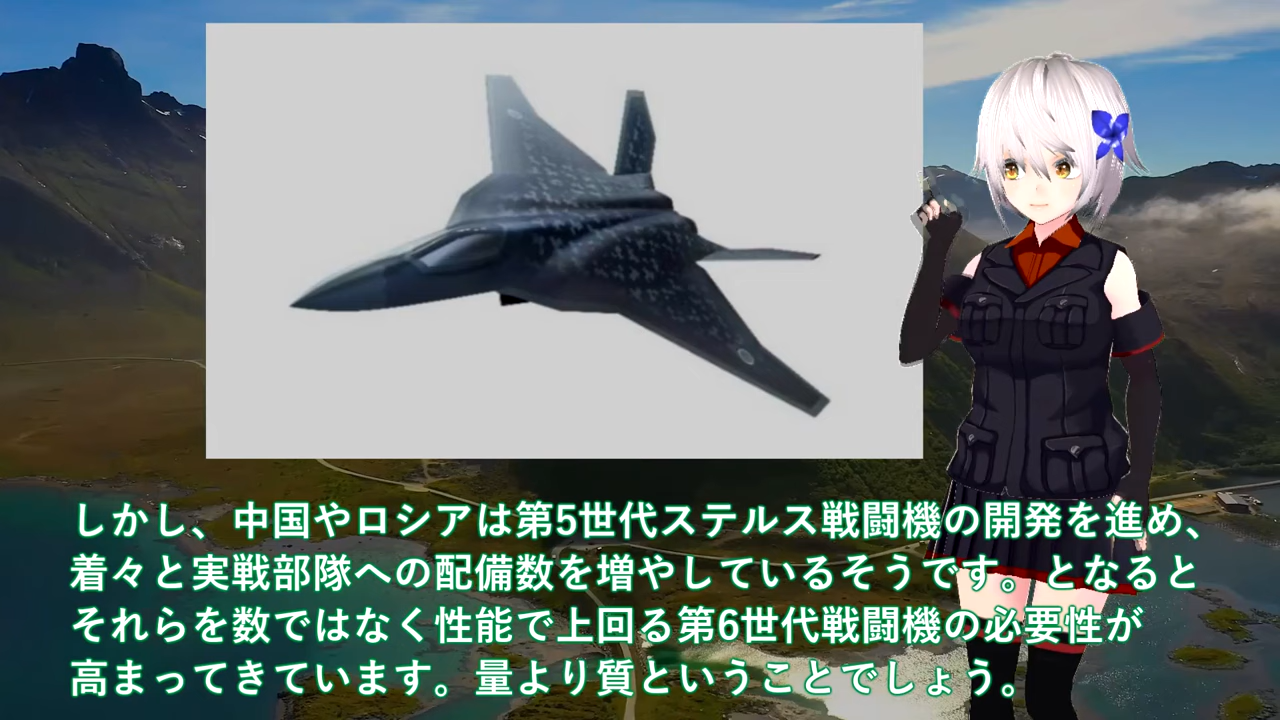 しかし、中国やロシアは第5世代ステルス戦闘機の開発を進め、
着々と実戦部隊への配備数を増やしているそうです。となると
それらを数ではなく性能で上回る第6世代戦闘機の必要性が
高まってきています。量より質ということでしょう。